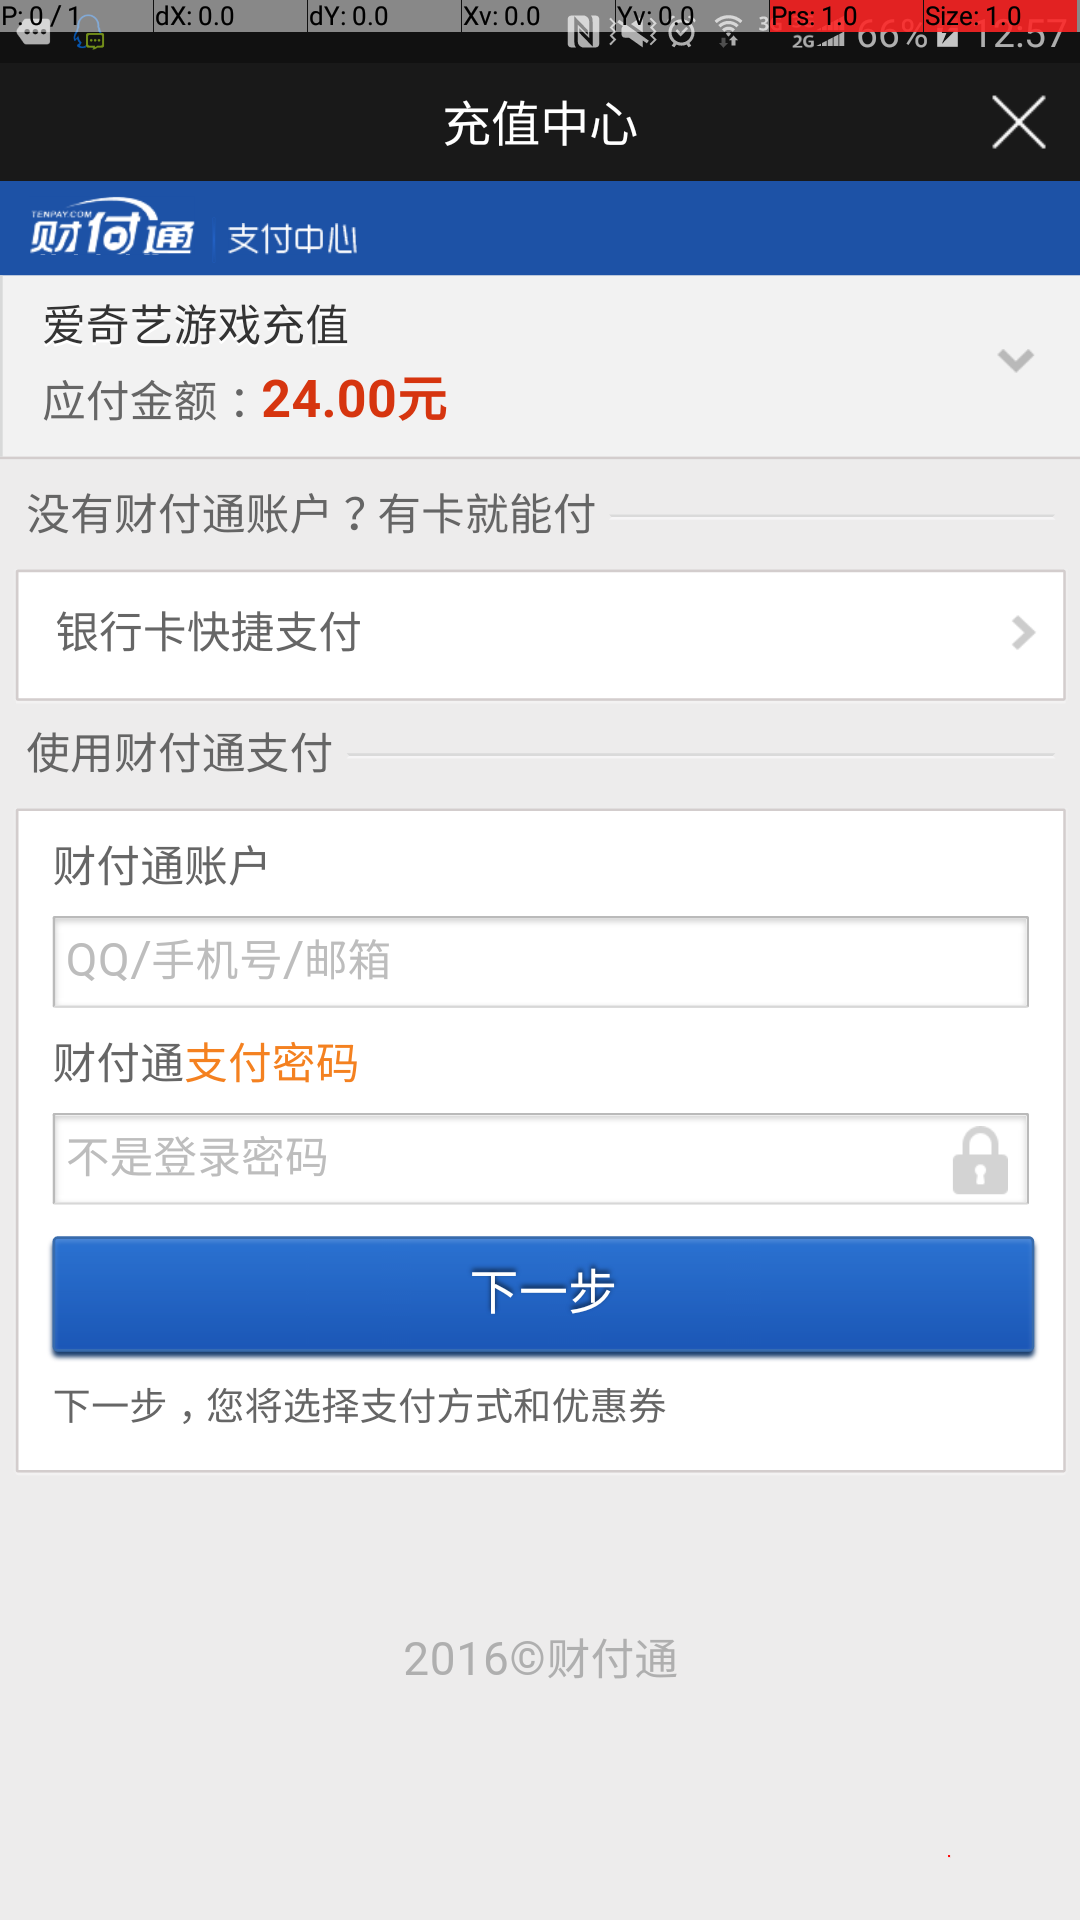 P: 0 / 1 dX: 0.0 dY: 0.0 Xv: 0.0 Yv: 0.0 Prs: 1.0 Size: 1.0
2G 66% 12:57
充值中心
TENPAY.COM
财付通 支付中心
爱奇艺游戏充值
应付金额：24.00元
没有财付通账户？有卡就能付
银行卡快捷支付
使用财付通支付
财付通账户
QQ/手机号/邮箱
财付通支付密码
不是登录密码
下一步
下一步，您将选择支付方式和优惠券
2016©财付通